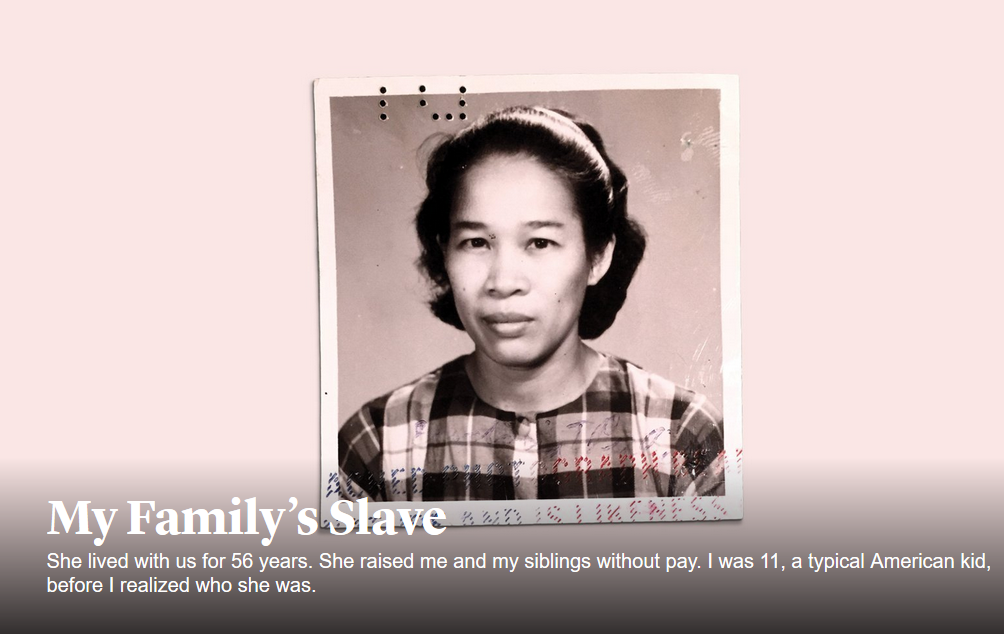 My Family’s Slave
She lived with us for 56 years. She raised me and my siblings without pay. I was 11, a typical American kid,
before I realized who she was.